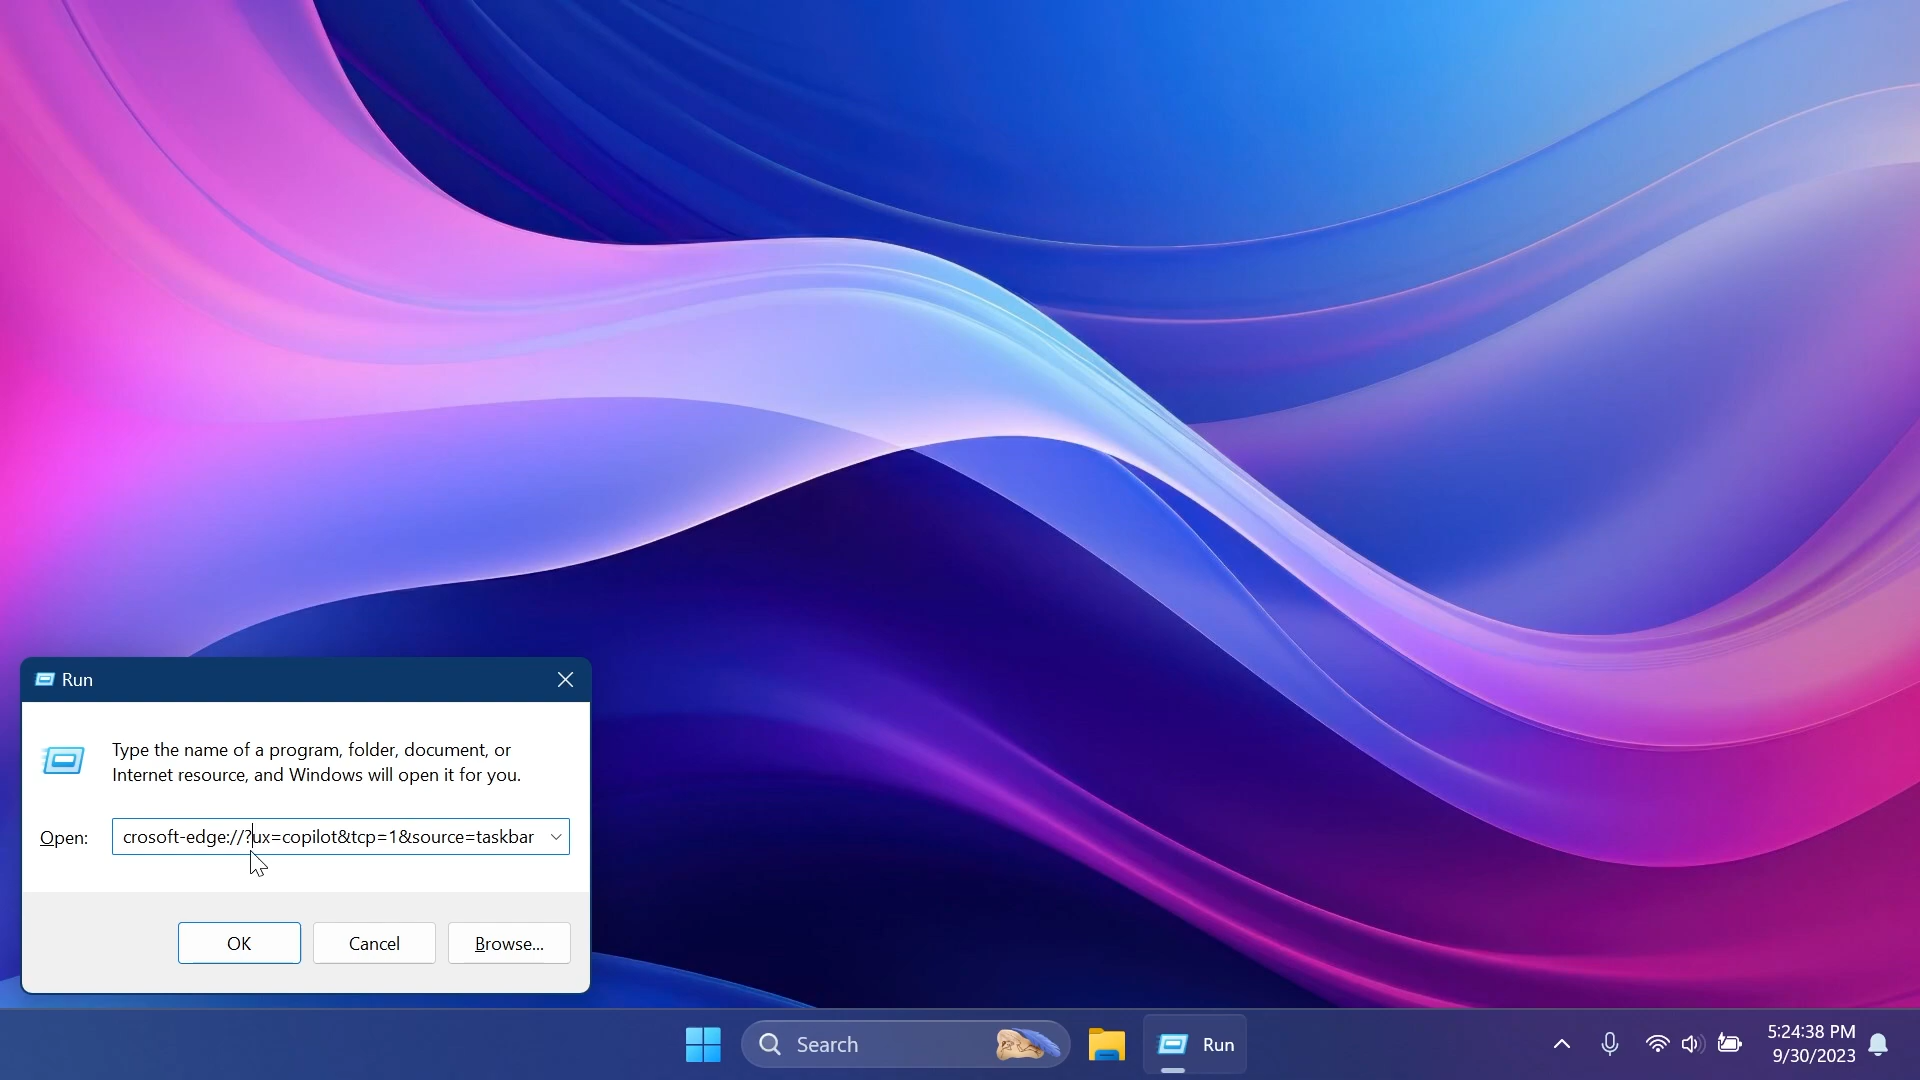 Run
Type the name of a program, folder, document, or
Internet resource, and Windows will open it for you.
Open: crosoft-edge://?ux=copilot&tcp=1&source=taskbar
OK Cancel Browse...
Search Run 5:24:38 PM
9/30/2023